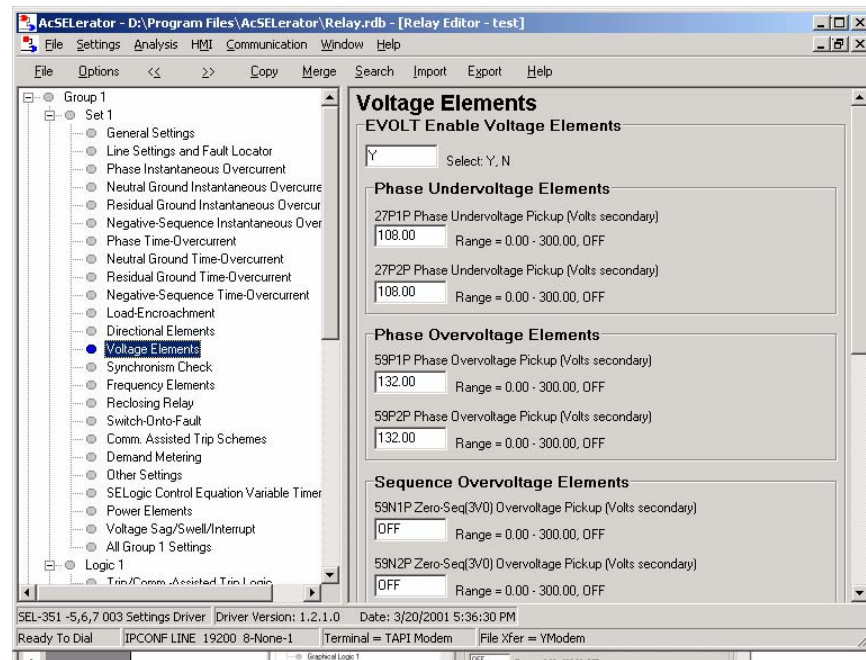 AcSELerator - D:\Program Files\AcSELerator\Relay.rdb - [Relay Editor - test]
File Settings Analysis HMI Communication Window Help
File Options << >> Copy Merge Search Import Export Help
Group 1
Set 1
General Settings
Line Settings and Fault Locator
Phase Instantaneous Overcurrent
Neutral Ground Instantaneous Overcurre
Residual Ground Instantaneous Overcur
Negative-Sequence Instantaneous Over
Phase Time-Overcurrent
Neutral Ground Time-Overcurrent
Residual Ground Time-Overcurrent
Negative-Sequence Time-Overcurrent
Load-Encroachment
Directional Elements
Voltage Elements
Synchronism Check
Frequency Elements
Reclosing Relay
Switch-Onto-Fault
Comm. Assisted Trip Schemes
Demand Metering
Other Settings
SELogic Control Equation Variable Timer
Power Elements
Voltage Sag/Swell/Interrupt
All Group 1 Settings
Logic 1
Trip/Comm.-Assisted Trip Logic
Voltage Elements
EVOLT Enable Voltage Elements
Y Select: Y, N
Phase Undervoltage Elements
27P1P Phase Undervoltage Pickup (Volts secondary)
108.00 Range = 0.00 - 300.00, OFF
27P2P Phase Undervoltage Pickup (Volts secondary)
108.00 Range = 0.00 - 300.00, OFF
Phase Overvoltage Elements
59P1P Phase Overvoltage Pickup (Volts secondary)
132.00 Range = 0.00 - 300.00, OFF
59P2P Phase Overvoltage Pickup (Volts secondary)
132.00 Range = 0.00 - 300.00, OFF
Sequence Overvoltage Elements
59N1P Zero-Seq(3V0) Overvoltage Pickup (Volts secondary)
OFF Range = 0.00 - 300.00, OFF
59N2P Zero-Seq(3V0) Overvoltage Pickup (Volts secondary)
OFF Range = 0.00 - 300.00, OFF
SEL-351 -5,6,7 003 Settings Driver Driver Version: 1.2.1.0 Date: 3/20/2001 5:36:30 PM
Ready To Dial IPCONF LINE 19200 8-None-1 Terminal = TAPI Modem File Xfer = YModem
Graphical Logic 1